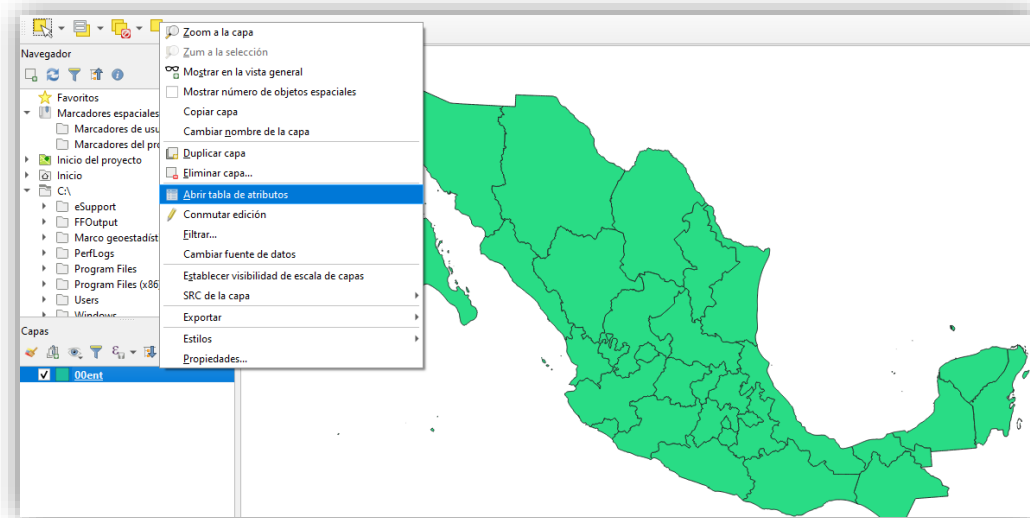 Navegador
Favoritos
Marcadores espaciales
Marcadores de usu
Marcadores del pro
Inicio del proyecto
Inicio
C:\
eSupport
FFOutput
Marco geoestadíst
PerfLogs
Program Files
Program Files (x86
Users
Windows
Capas
00ent
Zoom a la capa
Zum a la selección
Mostrar en la vista general
Mostrar número de objetos espaciales
Copiar capa
Cambiar nombre de la capa
Duplicar capa
Eliminar capa...
Abrir tabla de atributos
Conmutar edición
Filtrar...
Cambiar fuente de datos
Establecer visibilidad de escala de capas
SRC de la capa
Exportar
Estilos
Propiedades...